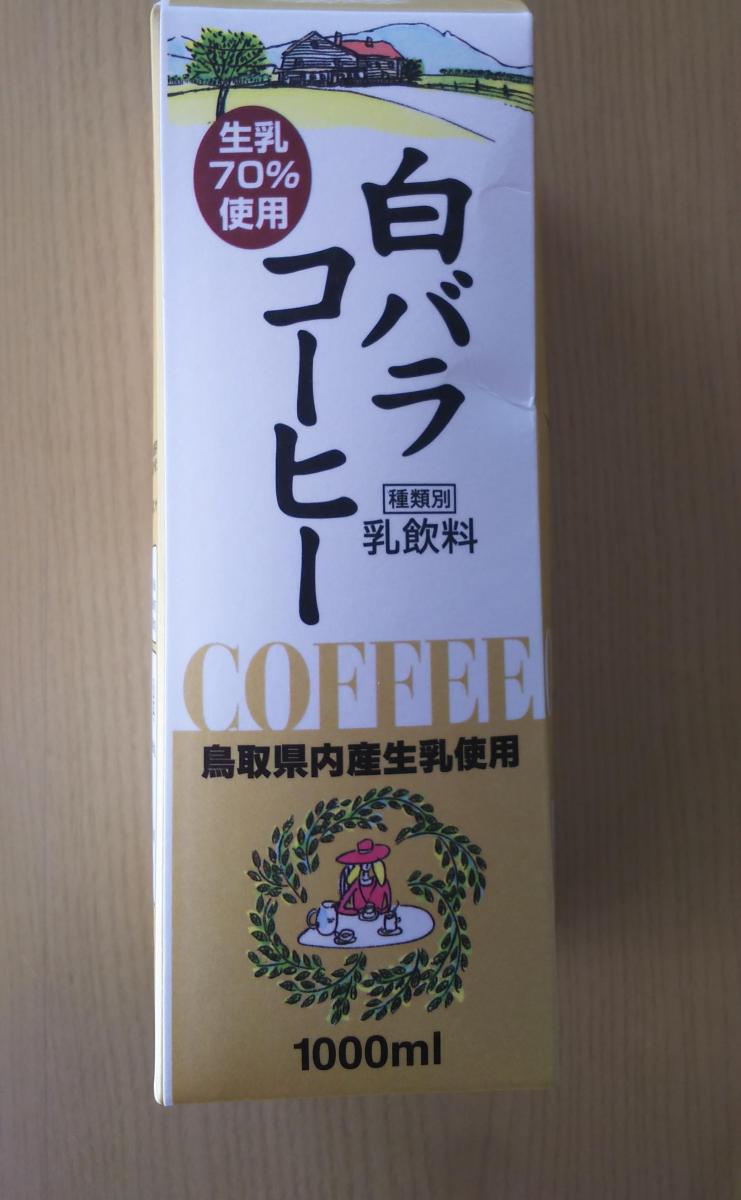 生乳
70%
使用
白バラ
コーヒー
種類別
乳飲料
COFFEE
鳥取県内産生乳使用
1000ml